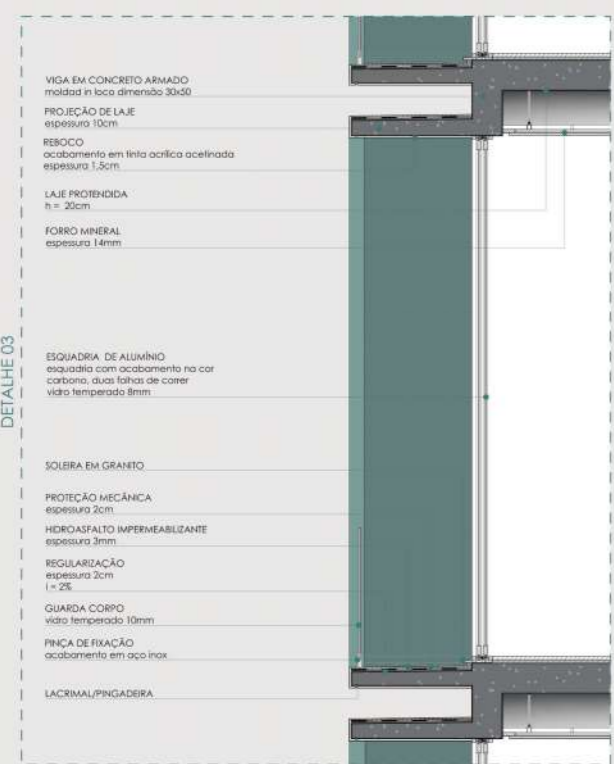 VIGA EM CONCRETO ARMADO
moldad in loco dimensão 30x50
PROJEÇÃO DE LAJE
espessura 10cm
REBOCO
acabamento em tinta acrílica acetinada
espessura 1,5cm
LAJE PROTENDIDA
h = 20cm
FORRO MINERAL
espessura 14mm
DETALHE 03
ESQUADRIA DE ALUMÍNIO
esquadria com acabamento na cor
carbono, duas folhas de correr
vidro temperado 8mm
SOLEIRA EM GRANITO
PROTEÇÃO MECÂNICA
espessura 2cm
HIDROASFALTO IMPERMEABILIZANTE
espessura 3mm
REGULARIZAÇÃO
espessura 2cm
i = 2%
GUARDA CORPO
vidro temperado 10mm
PINÇA DE FIXAÇÃO
acabamento em aço inox
LACRIMAL/PINGADEIRA